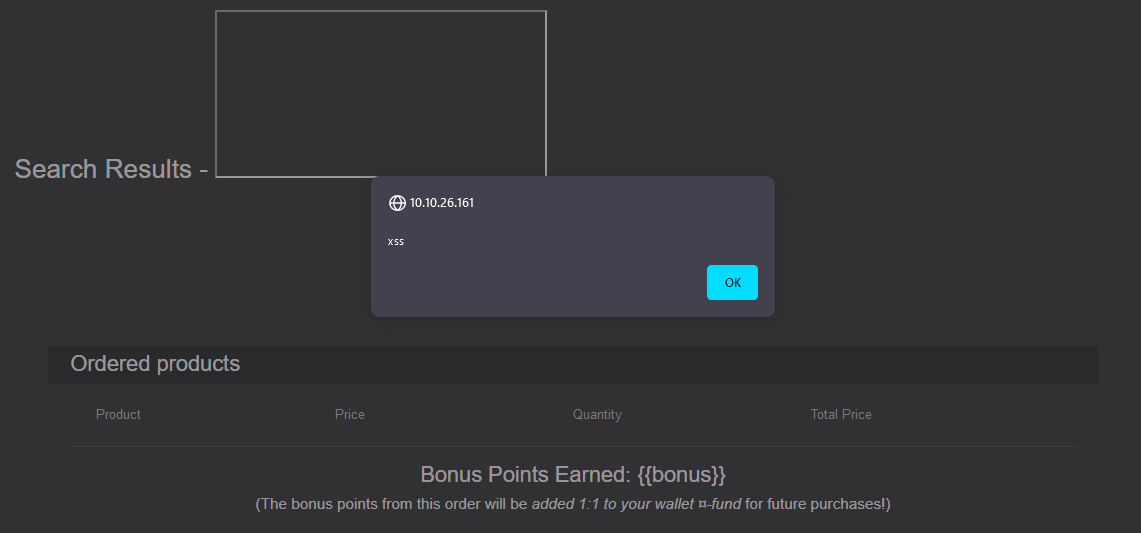 Search Results -
10.10.26.161
xss
OK
Ordered products
Product Price Quantity Total Price
Bonus Points Earned: {{bonus}}
(The bonus points from this order will be added 1:1 to your wallet ¤-fund for future purchases!)